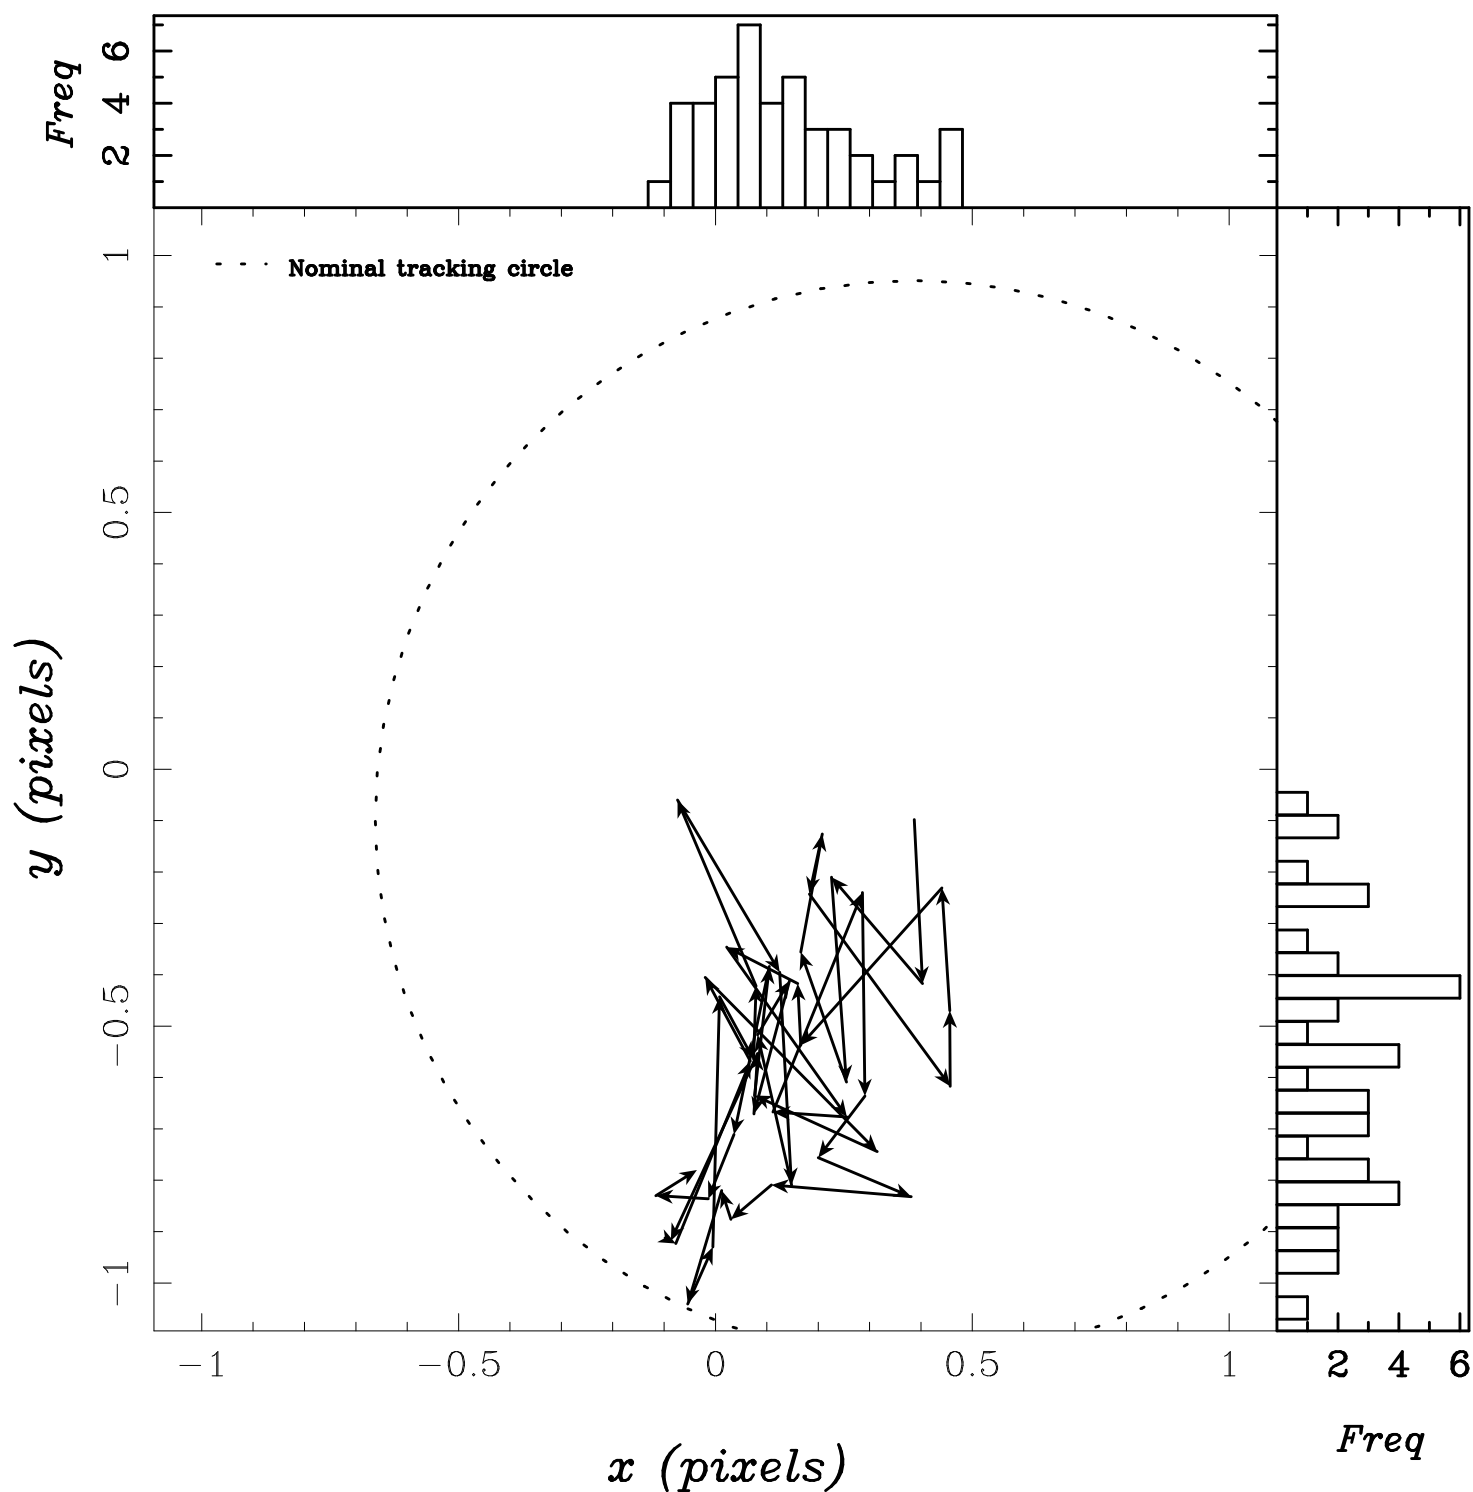 Freq
6
4
2
Nominal tracking circle
1
0.5
0
−0.5
−1
y (pixels)
−1 −0.5 0 0.5 1
2 4 6
Freq
x (pixels)